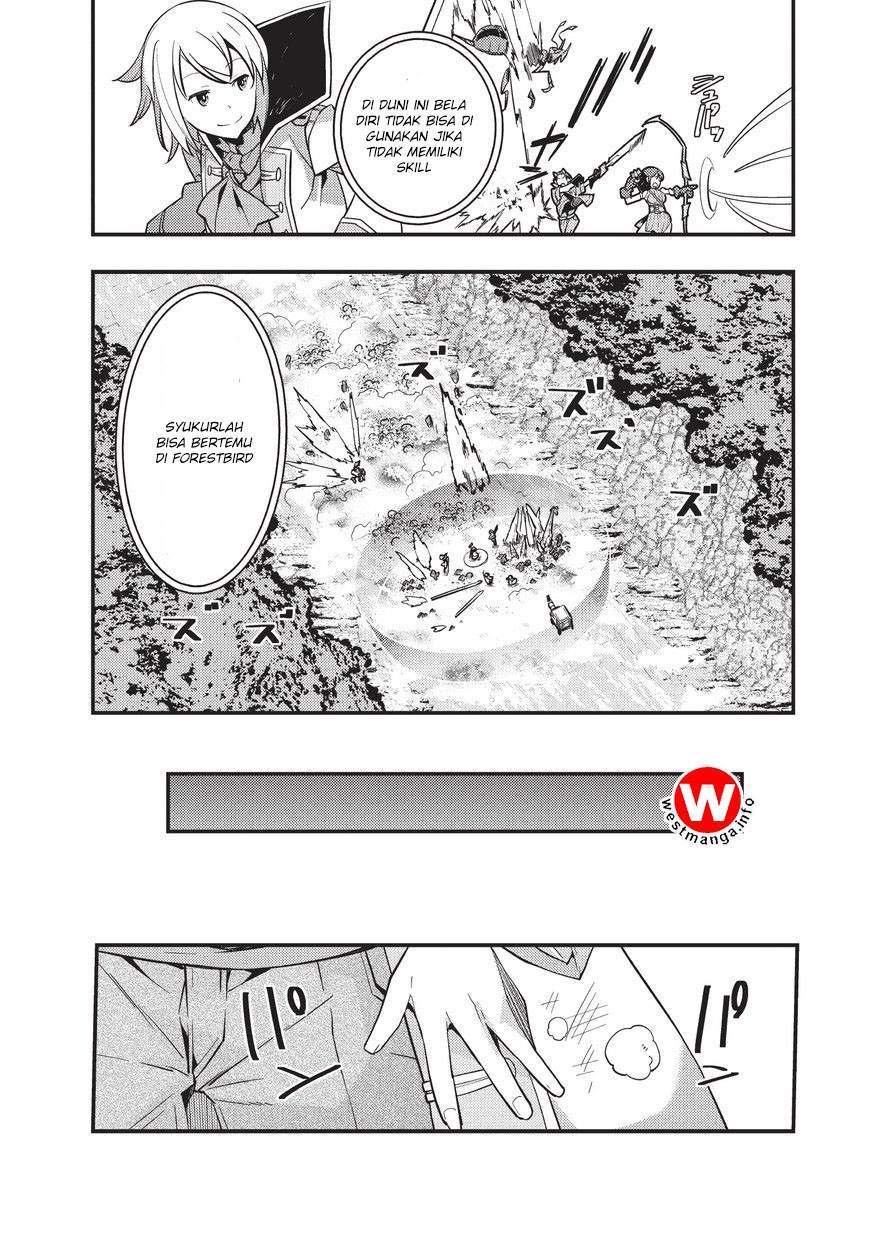 DI DUNI INI BELA
DIRI TIDAK BISA DI
GUNAKAN JIKA
TIDAK MEMILIKI
SKILL
シュパッ
SYUKURLAH
BISA BERTEMU
DI FORESTBIRD
ズ
ズ
ズ
ズ
ズ
ズ
W
westmanga.info
パン
パン